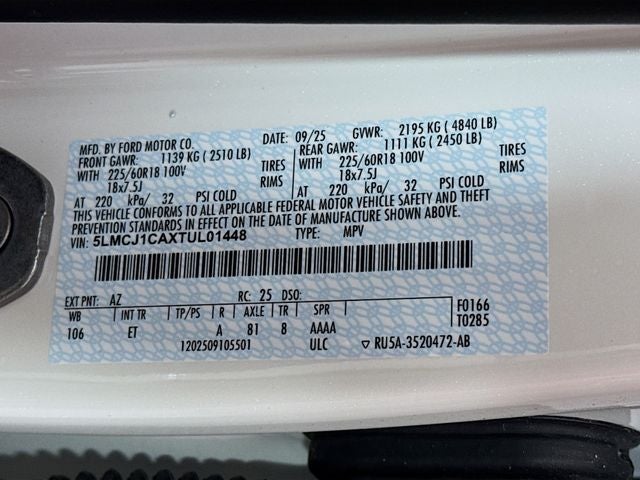 MFD. BY FORD MOTOR CO. DATE: 09/25 GVWR: 2195 KG ( 4840 LB)
FRONT GAWR: 1139 KG ( 2510 LB) REAR GAWR: 1111 KG ( 2450 LB)
WITH 225/60R18 100V TIRES WITH 225/60R18 100V TIRES
18x7.5J RIMS 18x7.5J RIMS
AT 220 kPa/ 32 PSI COLD AT 220 kPa/ 32 PSI COLD
THIS VEHICLE CONFORMS TO ALL APPLICABLE FEDERAL MOTOR VEHICLE SAFETY AND THEFT
PREVENTION STANDARDS IN EFFECT ON THE DATE OF MANUFACTURE SHOWN ABOVE.
VIN: 5LMCJ1CAXTUL01448 TYPE: MPV
EXT PNT: AZ RC: 25 DSO:
WB INT TR TP/PS R AXLE TR SPR F0166
106 ET A 81 8 AAAA T0285
1202509105501 ULC ▽ RU5A-3520472-AB